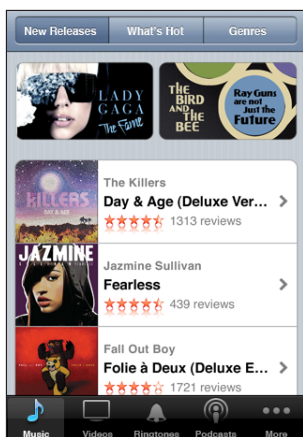 New Releases What's Hot Genres
LADY
GAGA
The Fame
THE
BIRD
AND
THE
BEE
Ray Guns
are not
Just the
Future
KILLERS
DAY & AGE
The Killers
Day & Age (Deluxe Ver...
1313 reviews
JAZMINE
Jazmine Sullivan
Fearless
439 reviews
Fall Out Boy
Folie à Deux (Deluxe E...
1721 reviews
Music Videos Ringtones Podcasts More